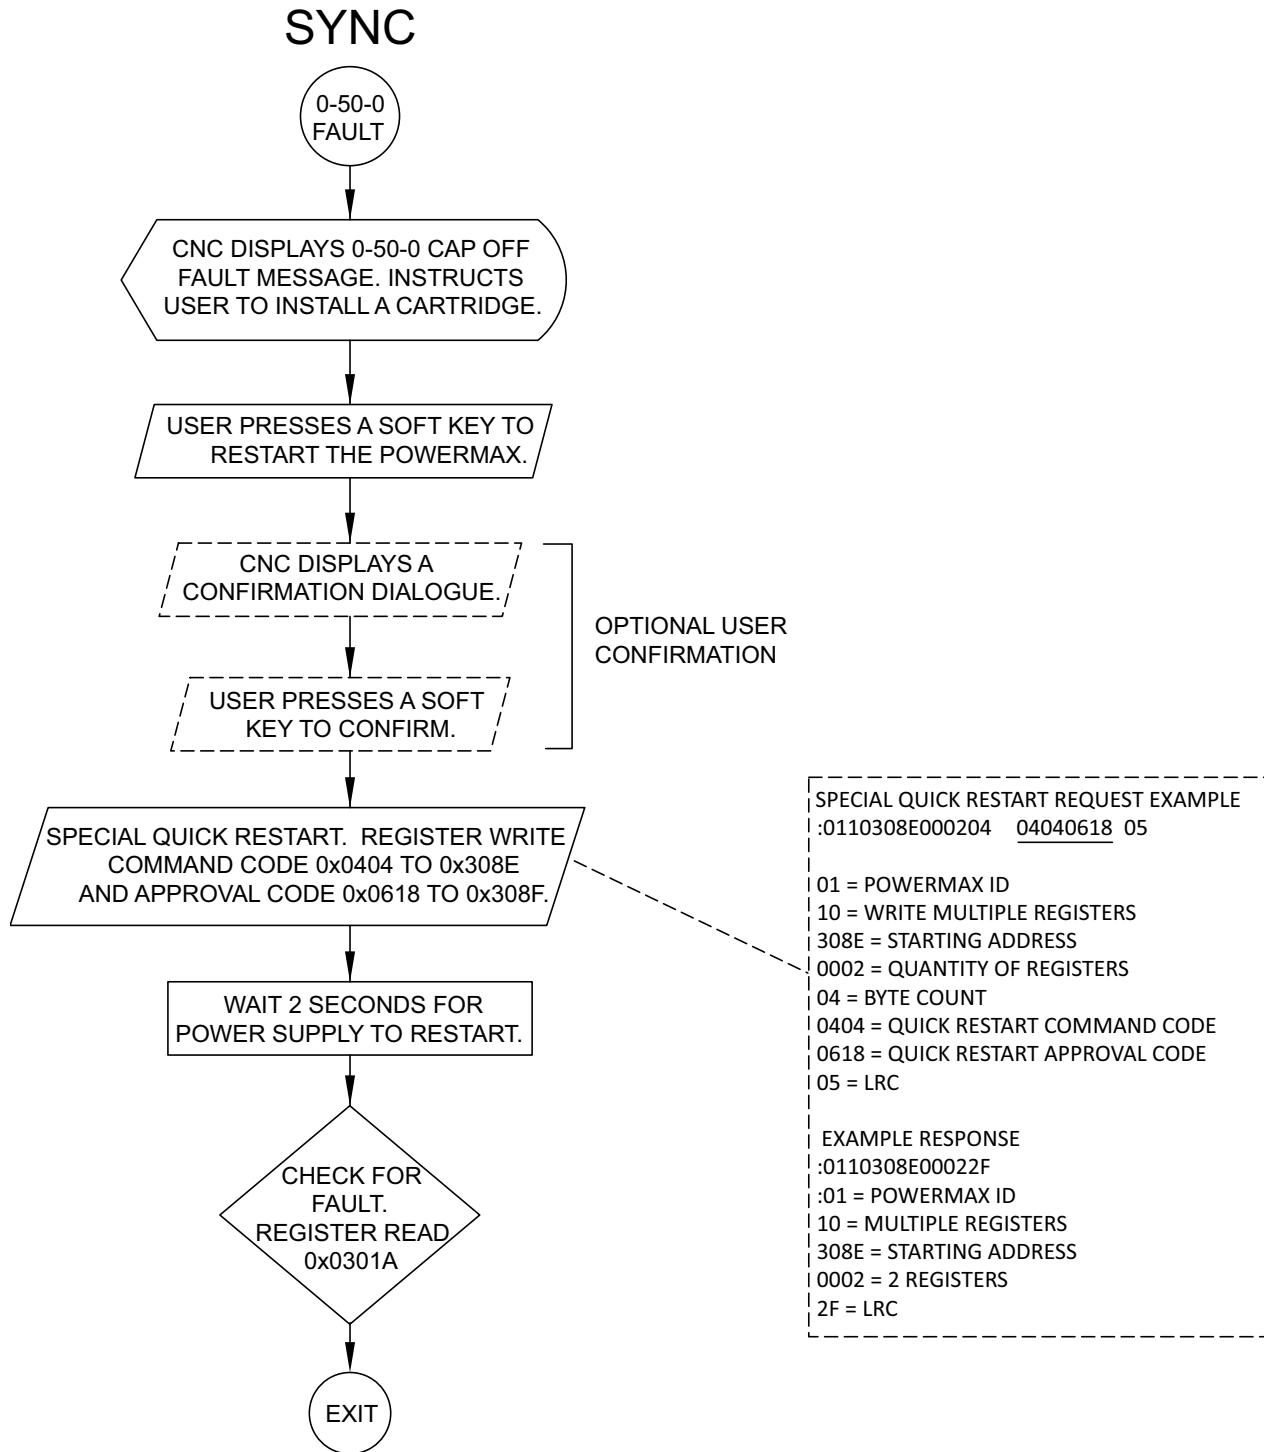 SYNC
0-50-0
FAULT
CNC DISPLAYS 0-50-0 CAP OFF
FAULT MESSAGE. INSTRUCTS
USER TO INSTALL A CARTRIDGE.
USER PRESSES A SOFT KEY TO
RESTART THE POWERMAX.
CNC DISPLAYS A
CONFIRMATION DIALOGUE.
USER PRESSES A SOFT
KEY TO CONFIRM.
OPTIONAL USER
CONFIRMATION
SPECIAL QUICK RESTART. REGISTER WRITE
COMMAND CODE 0x0404 TO 0x308E
AND APPROVAL CODE 0x0618 TO 0x308F.
WAIT 2 SECONDS FOR
POWER SUPPLY TO RESTART.
CHECK FOR
FAULT.
REGISTER READ
0x0301A
EXIT
SPECIAL QUICK RESTART REQUEST EXAMPLE
:0110308E000204 04040618 05
01 = POWERMAX ID
10 = WRITE MULTIPLE REGISTERS
308E = STARTING ADDRESS
0002 = QUANTITY OF REGISTERS
04 = BYTE COUNT
0404 = QUICK RESTART COMMAND CODE
0618 = QUICK RESTART APPROVAL CODE
05 = LRC
EXAMPLE RESPONSE
:0110308E00022F
:01 = POWERMAX ID
10 = MULTIPLE REGISTERS
308E = STARTING ADDRESS
0002 = 2 REGISTERS
2F = LRC